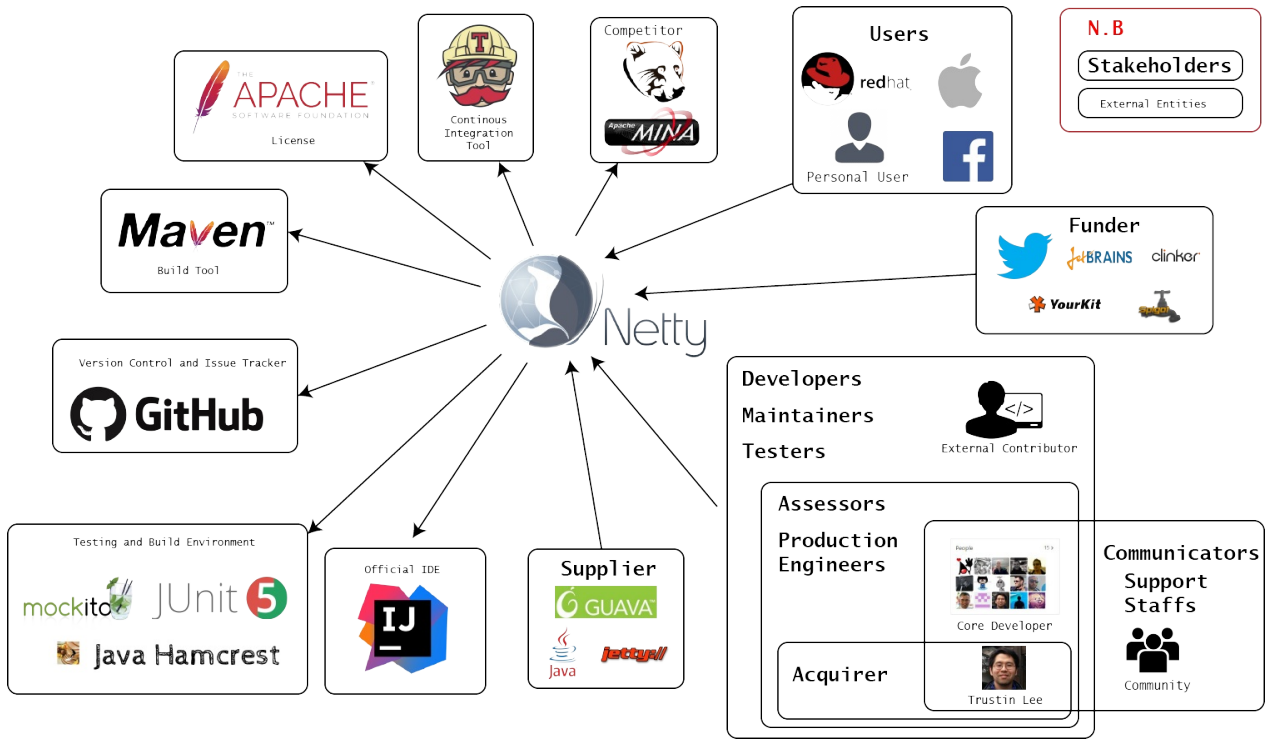 THE
APACHE
SOFTWARE FOUNDATION
License
T
Continous
Integration
Tool
Competitor
Apache
MINA
Users
redhat
Personal User
f
N.B
Stakeholders
External Entities
Maven™
Build Tool
Funder
JETBRAINS
clinker
YourKit
spigot
Netty
Version Control and Issue Tracker
GitHub
Developers
Maintainers
Testers
</>
External Contributor
Assessors
Production
Engineers
People
Core Developer
Communicators
Support
Staffs
Community
Acquirer
Trustin Lee
Testing and Build Environment
mockito
JUnit 5
Java Hamcrest
Official IDE
IJ
Supplier
GUAVA
Java
jetty://